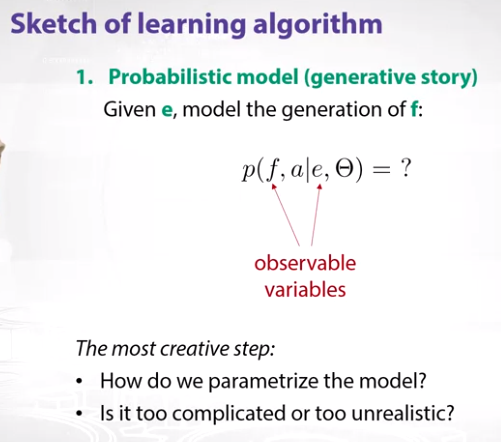 Sketch of learning algorithm
1. Probabilistic model (generative story)
Given e, model the generation of f:
p(f, a|e, Θ) = ?
observable
variables
The most creative step:
• How do we parametrize the model?
• Is it too complicated or too unrealistic?